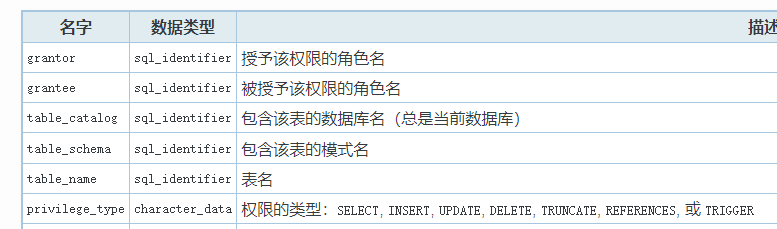 名字 数据类型 描述
grantor sql_identifier 授予该权限的角色名
grantee sql_identifier 被授予该权限的角色名
table_catalog sql_identifier 包含该表的数据库名（总是当前数据库）
table_schema sql_identifier 包含该表的模式名
table_name sql_identifier 表名
privilege_type character_data 权限的类型：SELECT, INSERT, UPDATE, DELETE, TRUNCATE, REFERENCES, 或 TRIGGER